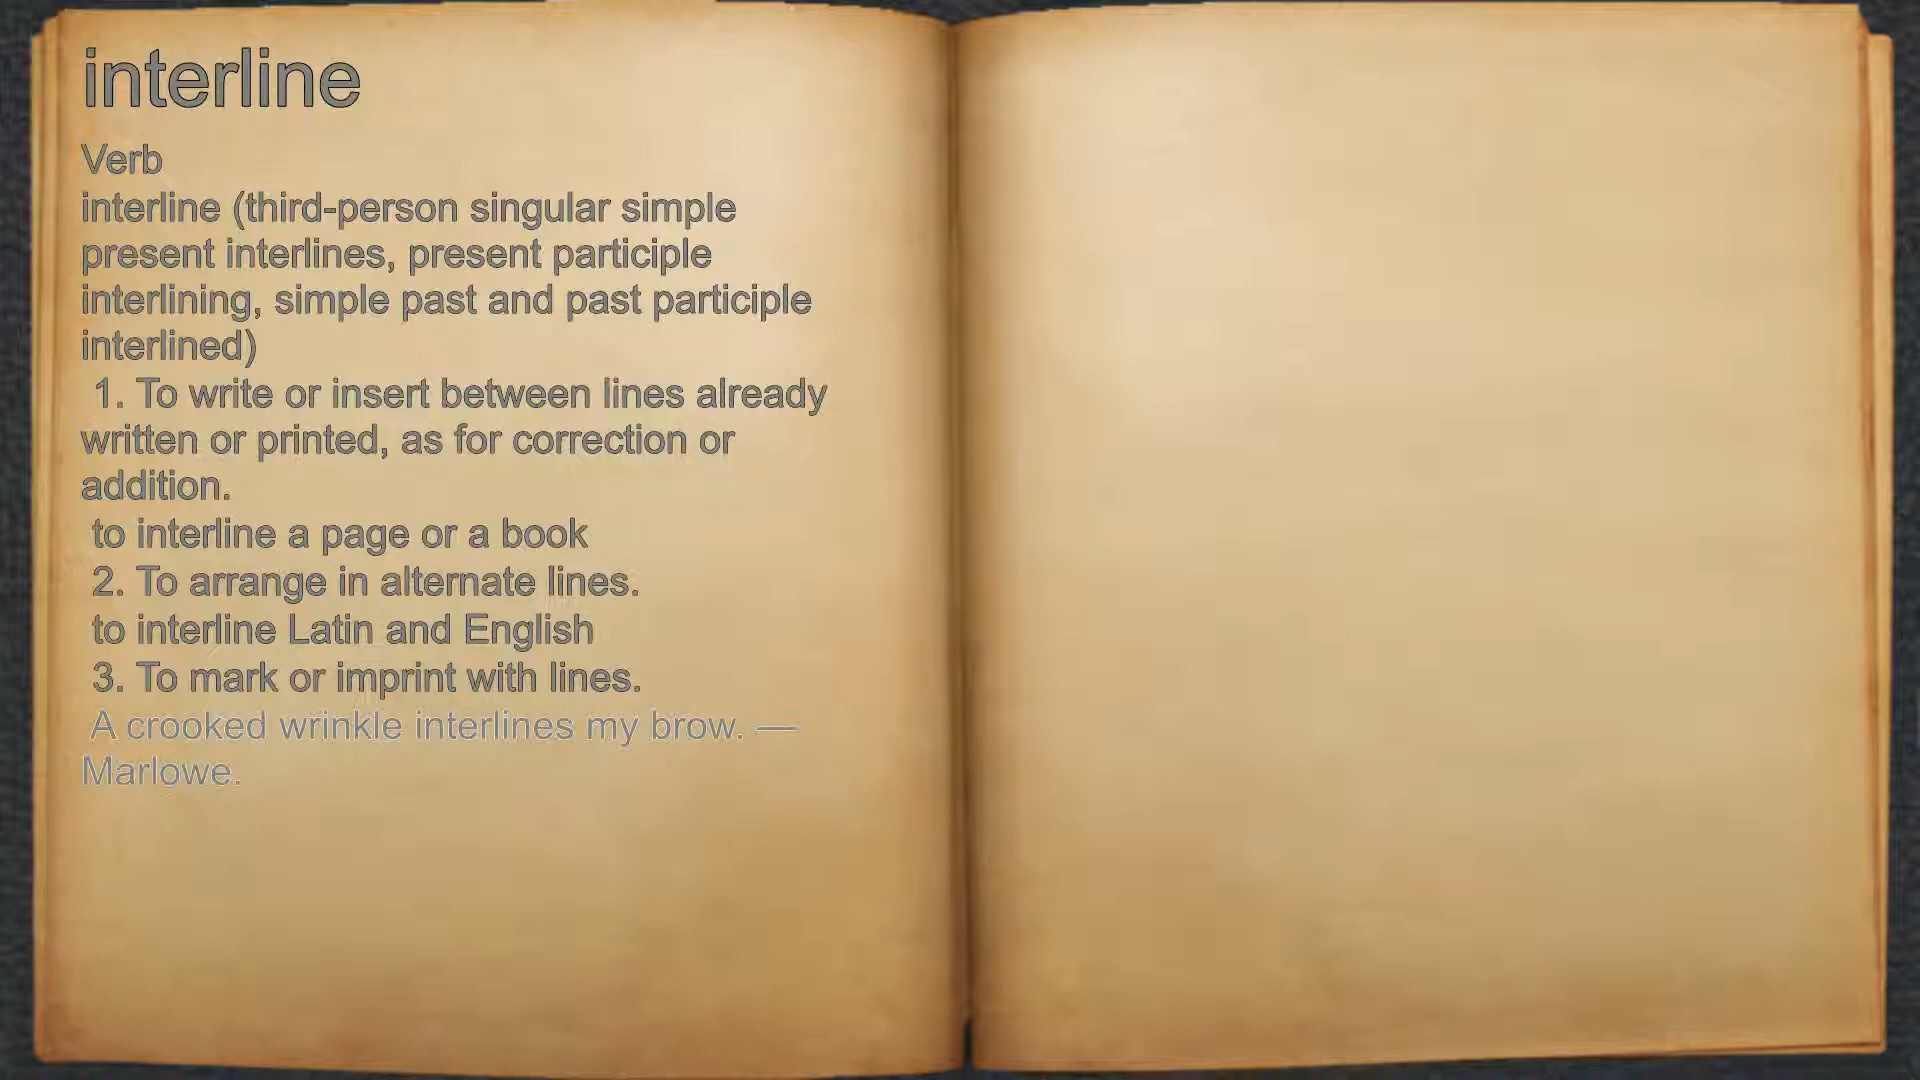 interline
Verb
interline (third-person singular simple
present interlines, present participle
interlining, simple past and past participle
interlined)
1. To write or insert between lines already
written or printed, as for correction or
addition.
to interline a page or a book
2. To arrange in alternate lines.
to interline Latin and English
3. To mark or imprint with lines.
A crooked wrinkle interlines my brow. —
Marlowe.